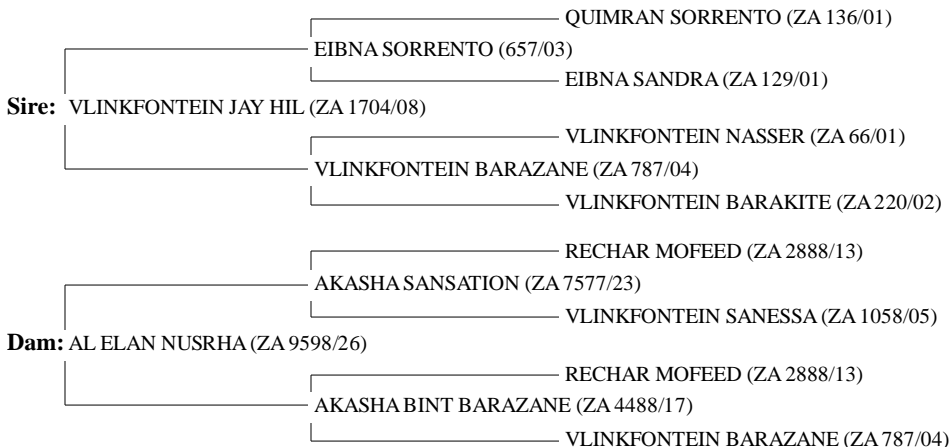 QUIMRAN SORRENTO (ZA 136/01)
EIBNA SORRENTO (657/03)
EIBNA SANDRA (ZA 129/01)
Sire: VLINKFONTEIN JAY HIL (ZA 1704/08)
VLINKFONTEIN NASSER (ZA 66/01)
VLINKFONTEIN BARAZANE (ZA 787/04)
VLINKFONTEIN BARAKITE (ZA 220/02)
RECHAR MOFEED (ZA 2888/13)
AKASHA SANSATION (ZA 7577/23)
VLINKFONTEIN SANESSA (ZA 1058/05)
Dam: AL ELAN NUSRHA (ZA 9598/26)
RECHAR MOFEED (ZA 2888/13)
AKASHA BINT BARAZANE (ZA 4488/17)
VLINKFONTEIN BARAZANE (ZA 787/04)